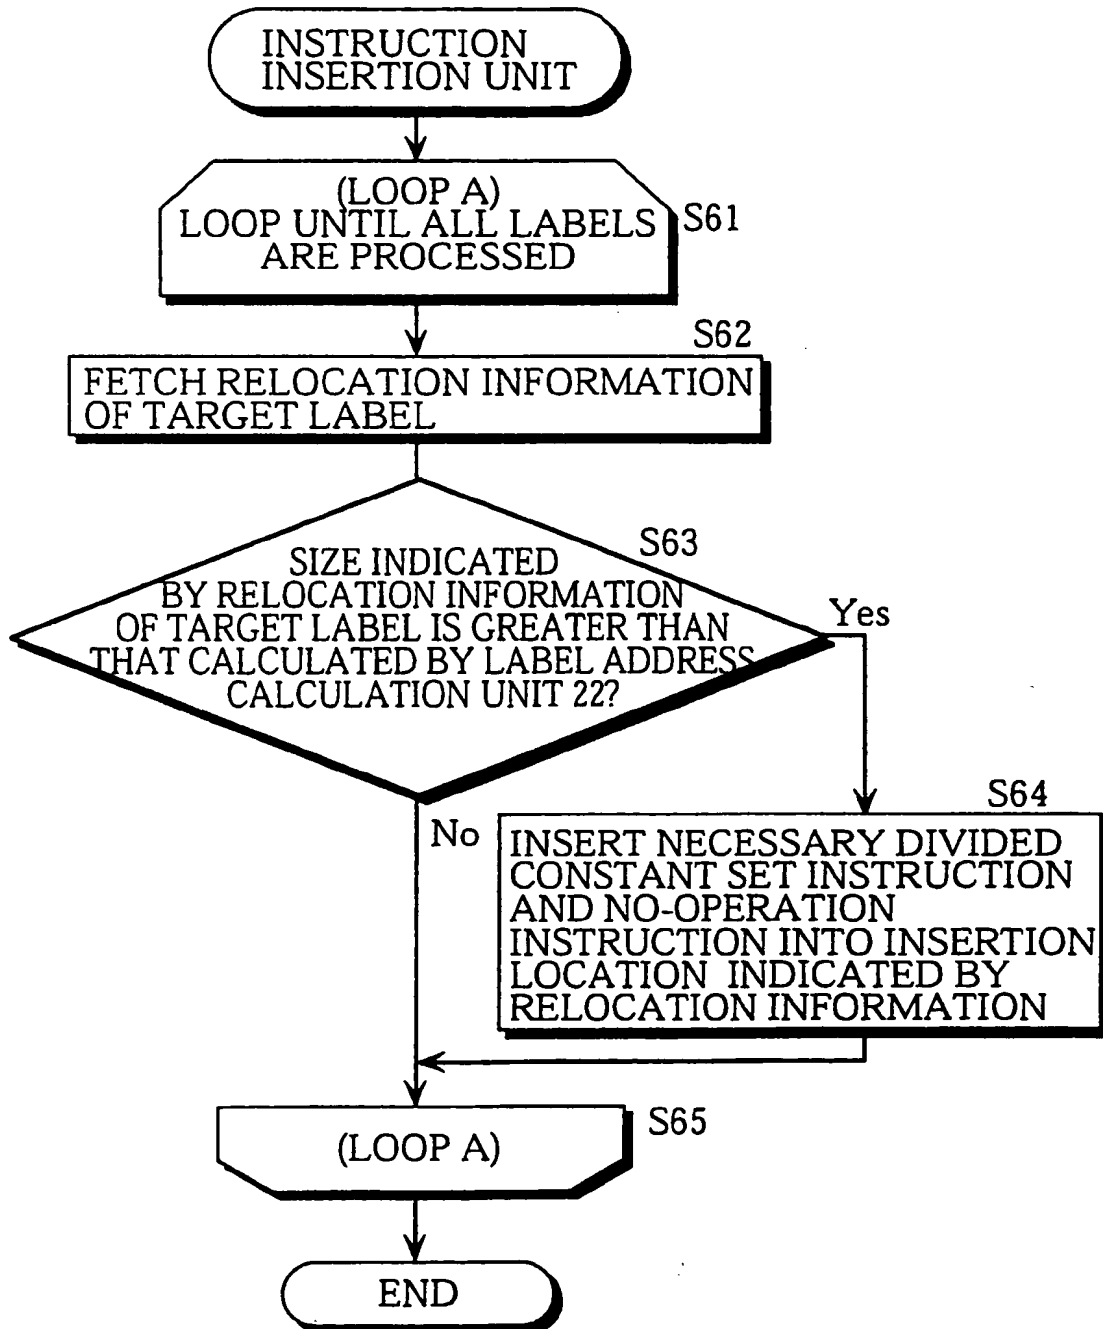 INSTRUCTION
INSERTION UNIT
(LOOP A)
LOOP UNTIL ALL LABELS
ARE PROCESSED
S61
S62
FETCH RELOCATION INFORMATION
OF TARGET LABEL
S63
SIZE INDICATED
BY RELOCATION INFORMATION
OF TARGET LABEL IS GREATER THAN
THAT CALCULATED BY LABEL ADDRESS
CALCULATION UNIT 22?
Yes
No
S64
INSERT NECESSARY DIVIDED
CONSTANT SET INSTRUCTION
AND NO-OPERATION
INSTRUCTION INTO INSERTION
LOCATION INDICATED BY
RELOCATION INFORMATION
(LOOP A)
S65
END